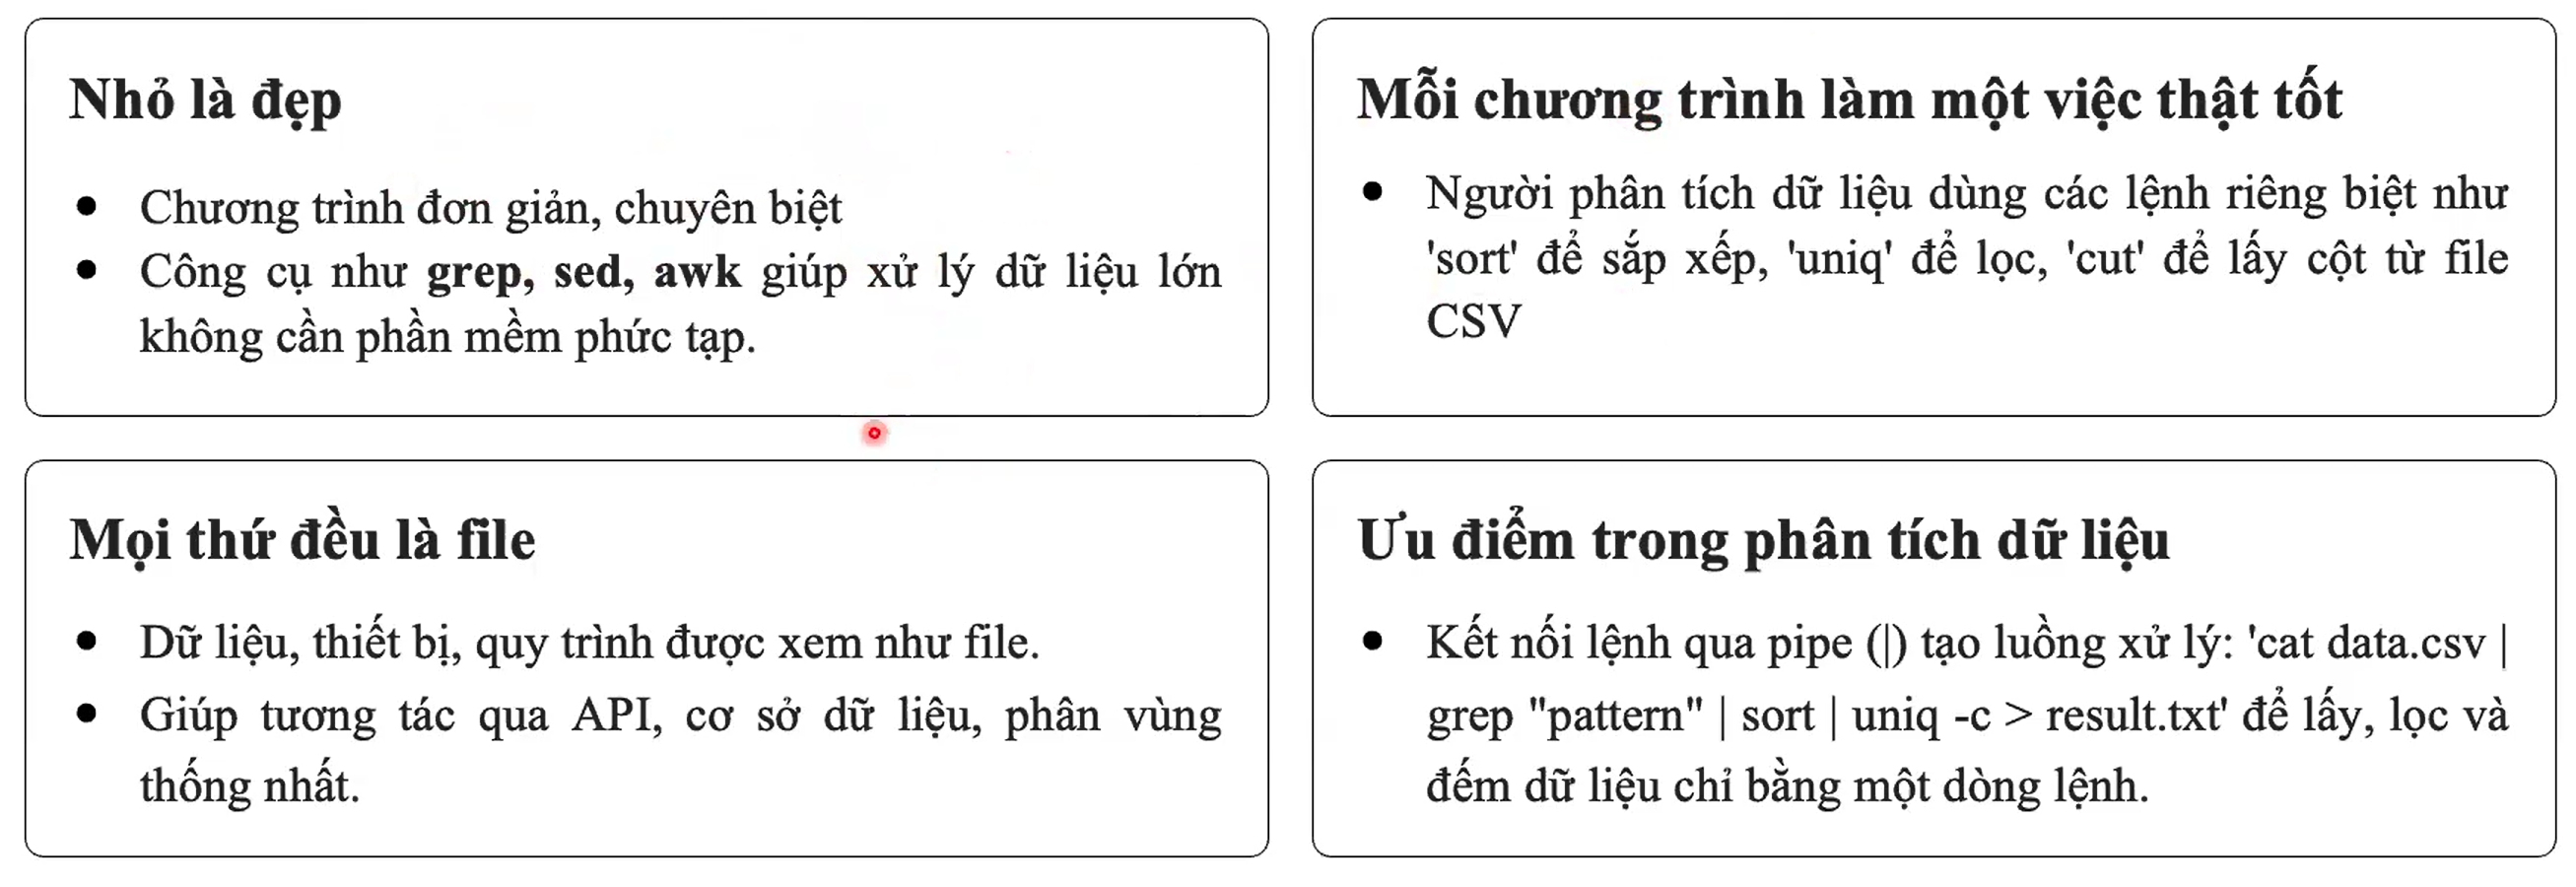 Nhỏ là đẹp
● Chương trình đơn giản, chuyên biệt
● Công cụ như grep, sed, awk giúp xử lý dữ liệu lớn
không cần phần mềm phức tạp.
Mỗi chương trình làm một việc thật tốt
● Người phân tích dữ liệu dùng các lệnh riêng biệt như
'sort' để sắp xếp, 'uniq' để lọc, 'cut' để lấy cột từ file
CSV
Mọi thứ đều là file
● Dữ liệu, thiết bị, quy trình được xem như file.
● Giúp tương tác qua API, cơ sở dữ liệu, phân vùng
thống nhất.
Ưu điểm trong phân tích dữ liệu
● Kết nối lệnh qua pipe (|) tạo luồng xử lý: 'cat data.csv |
grep "pattern" | sort | uniq -c > result.txt' để lấy, lọc và
đếm dữ liệu chỉ bằng một dòng lệnh.